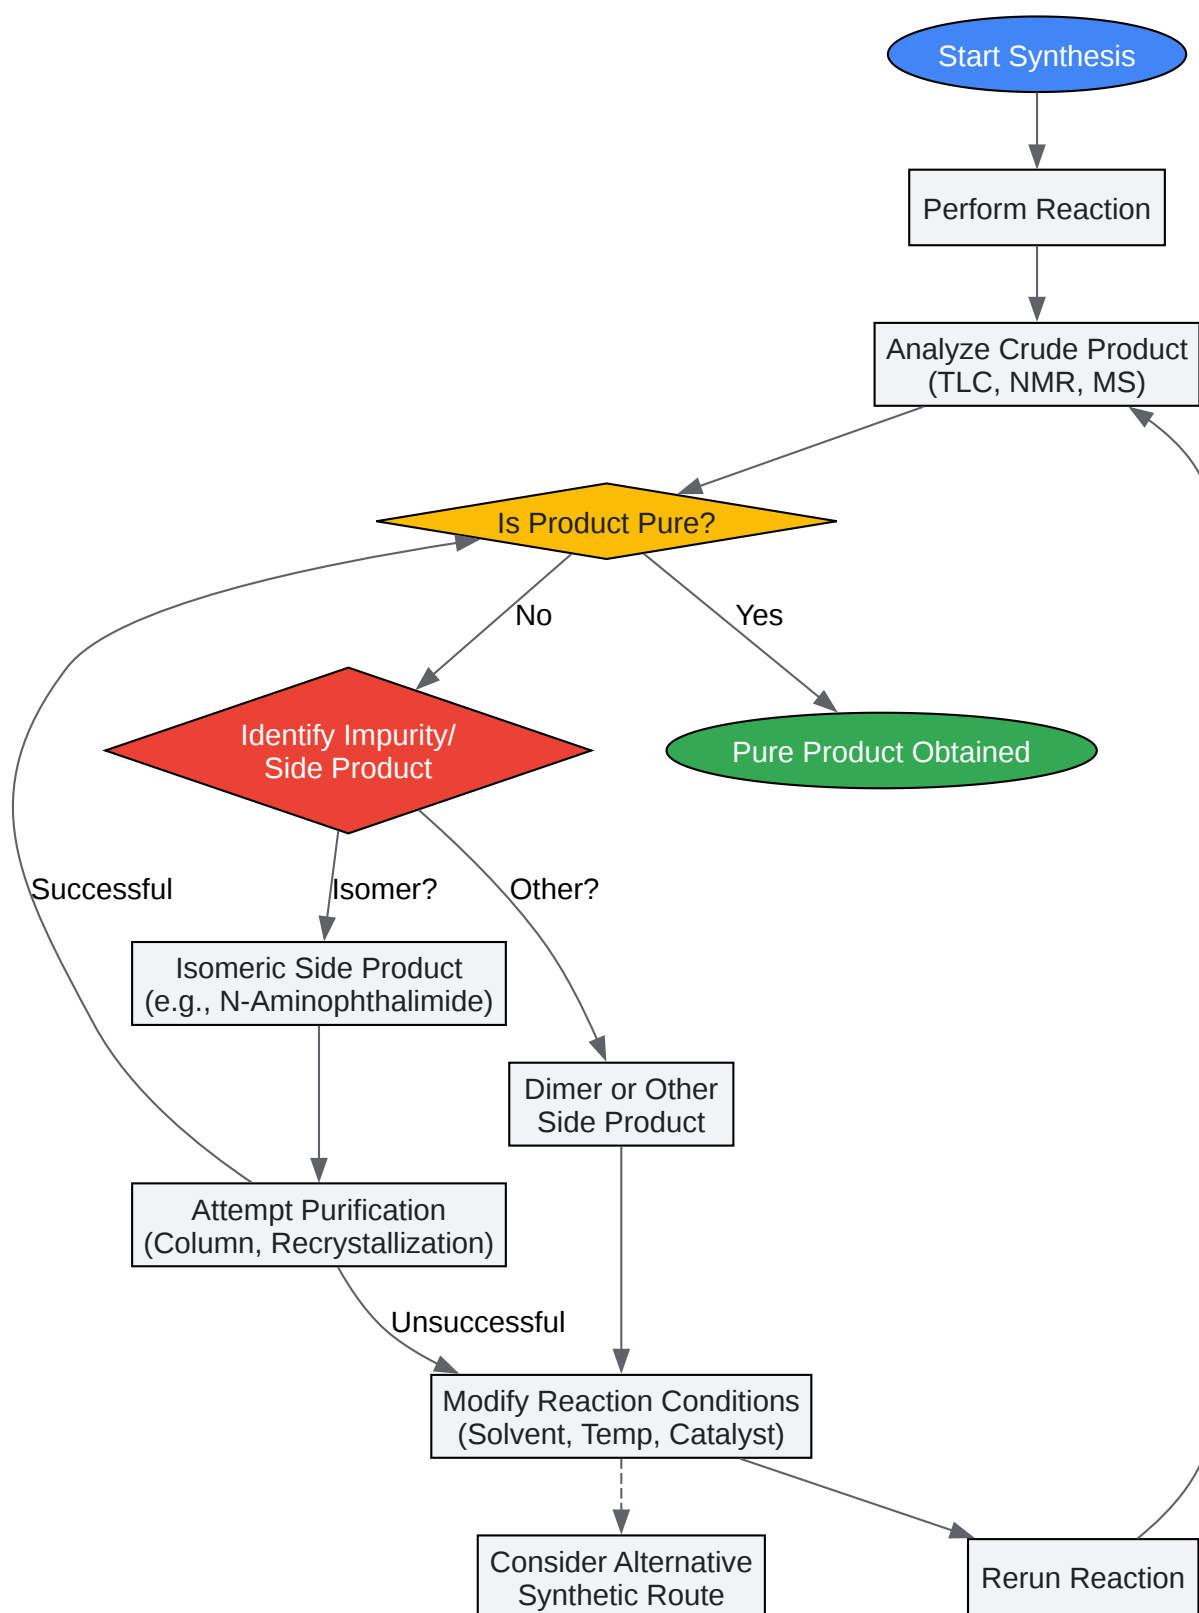 Start Synthesis
Perform Reaction
Analyze Crude Product
(TLC, NMR, MS)
Is Product Pure?
No
Yes
Identify Impurity/
Side Product
Pure Product Obtained
Successful
Isomer?
Other?
Isomeric Side Product
(e.g., N-Aminophthalimide)
Dimer or Other
Side Product
Attempt Purification
(Column, Recrystallization)
Unsuccessful
Modify Reaction Conditions
(Solvent, Temp, Catalyst)
Consider Alternative
Synthetic Route
Rerun Reaction